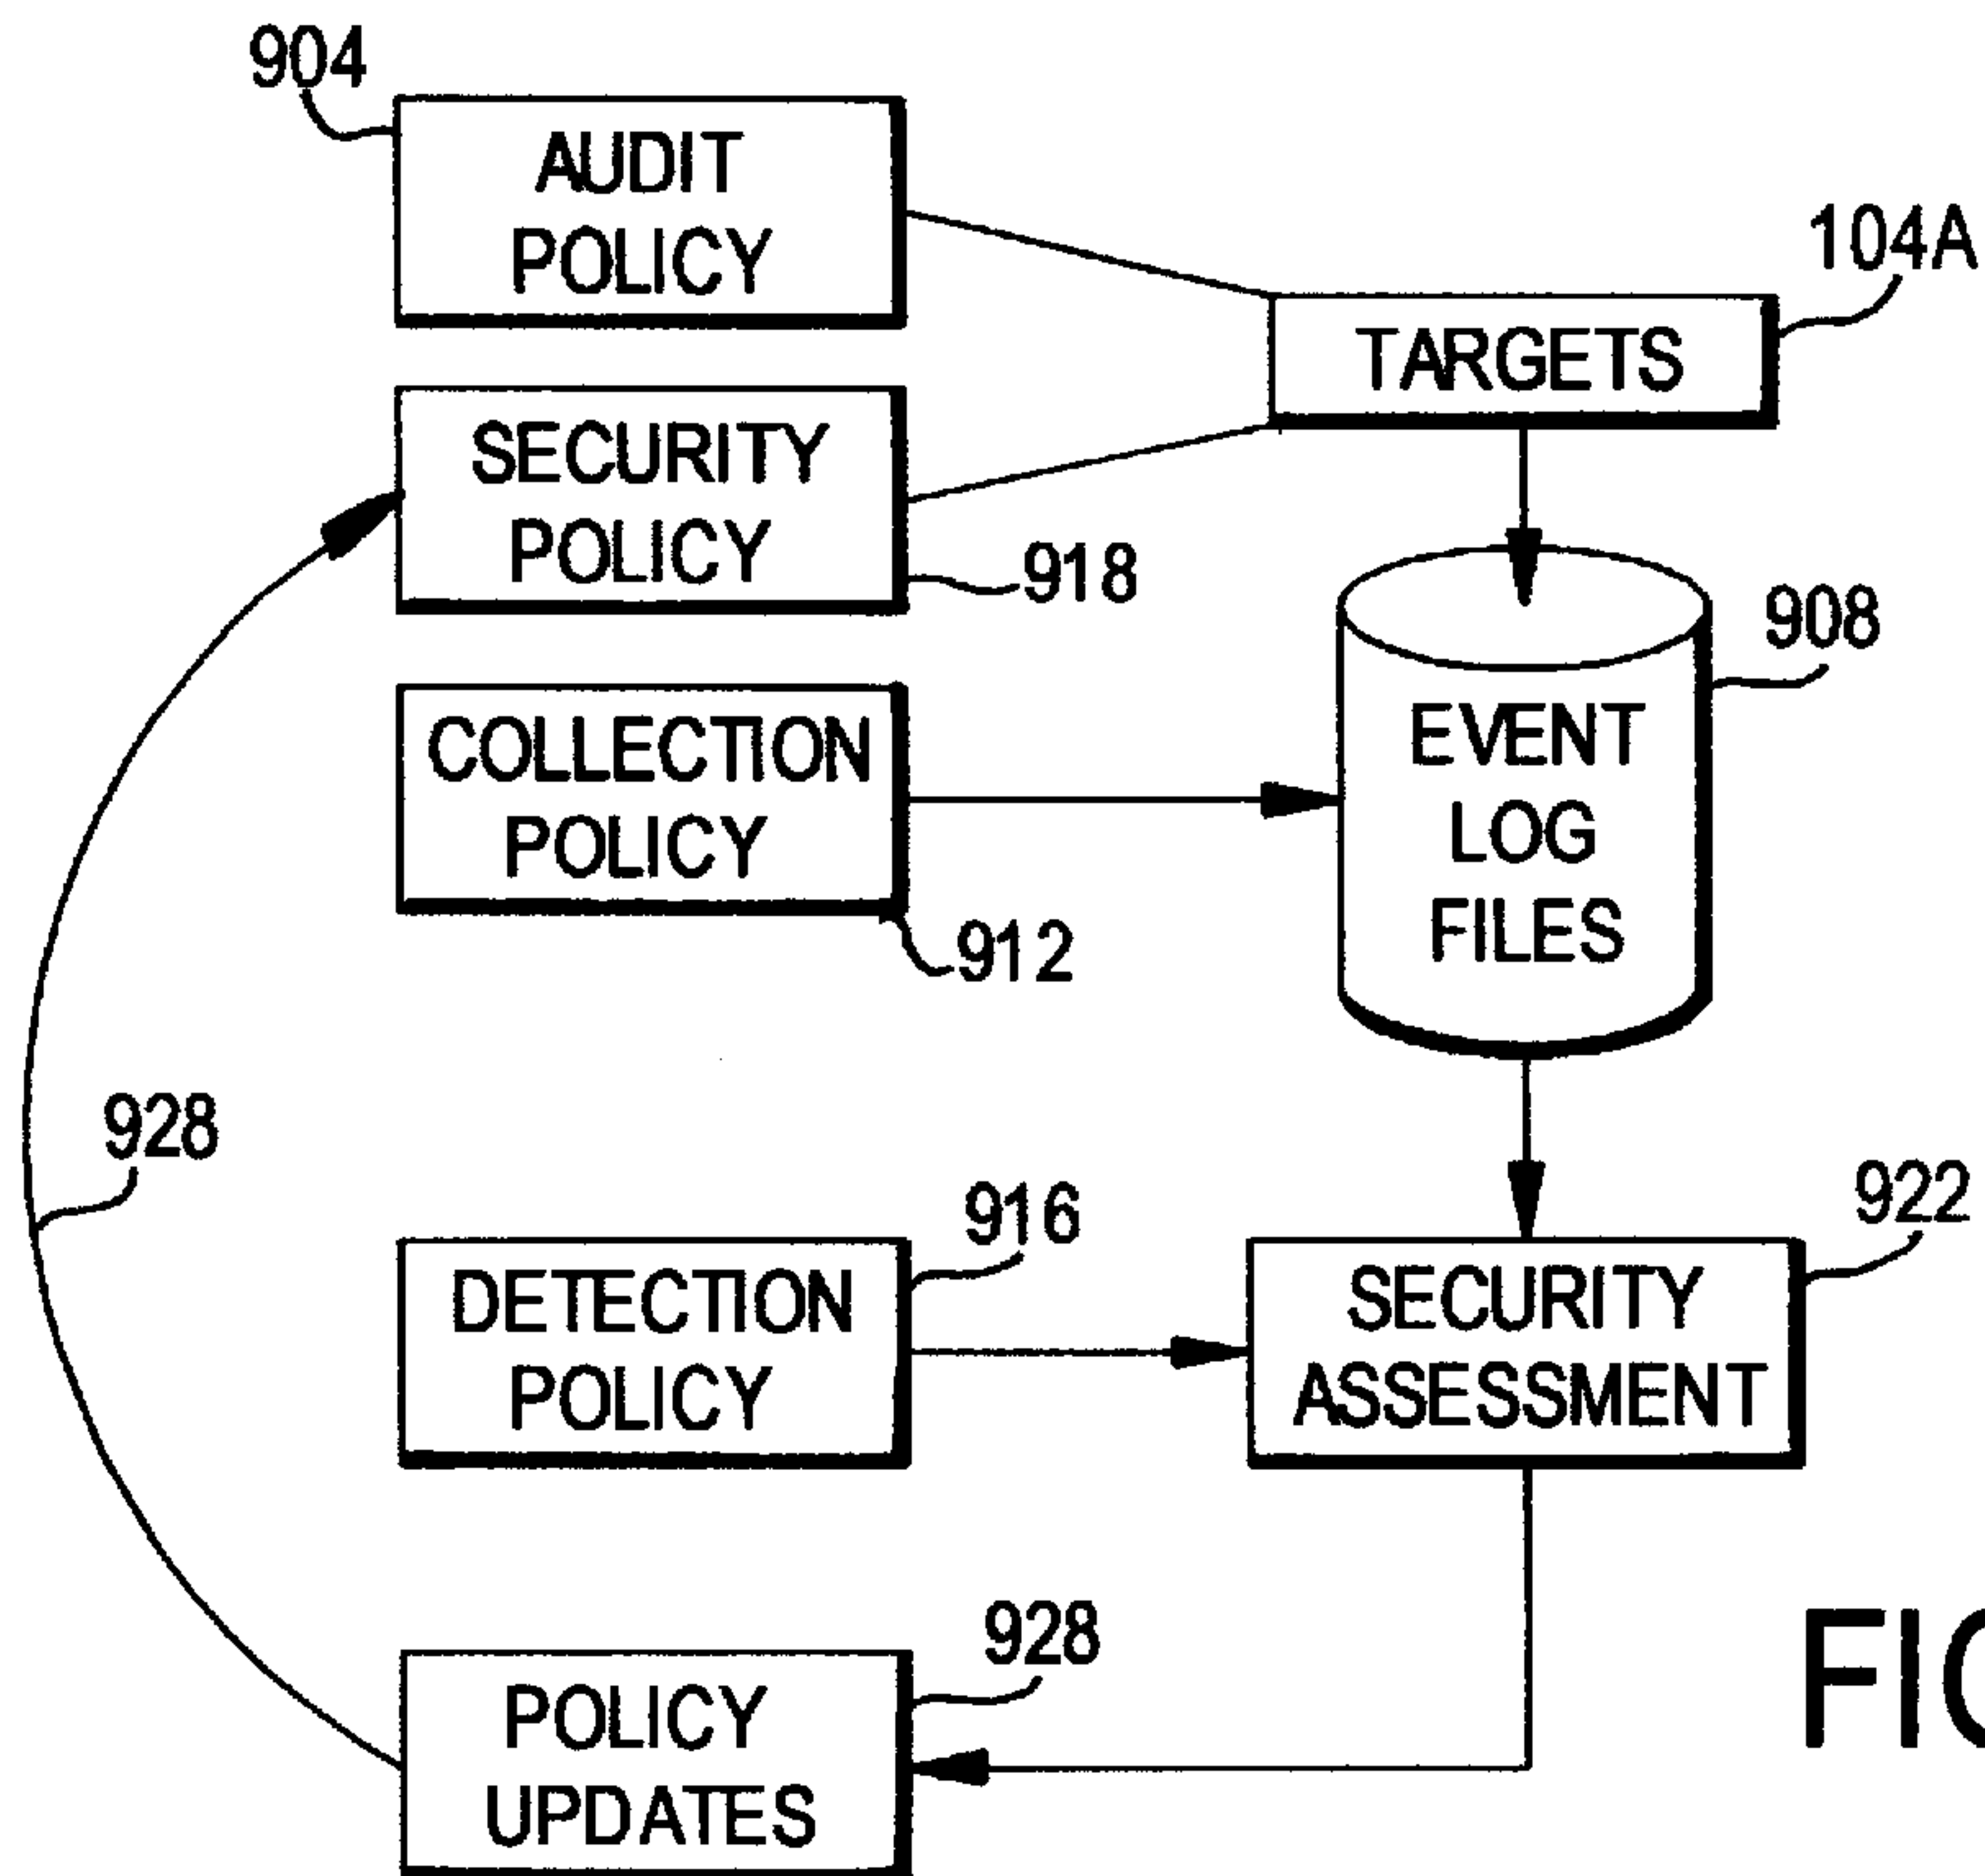 904
AUDIT
POLICY
104A
TARGETS
SECURITY
POLICY
918
908
COLLECTION
POLICY
912
EVENT
LOG
FILES
928
916
922
DETECTION
POLICY
SECURITY
ASSESSMENT
928
POLICY
UPDATES